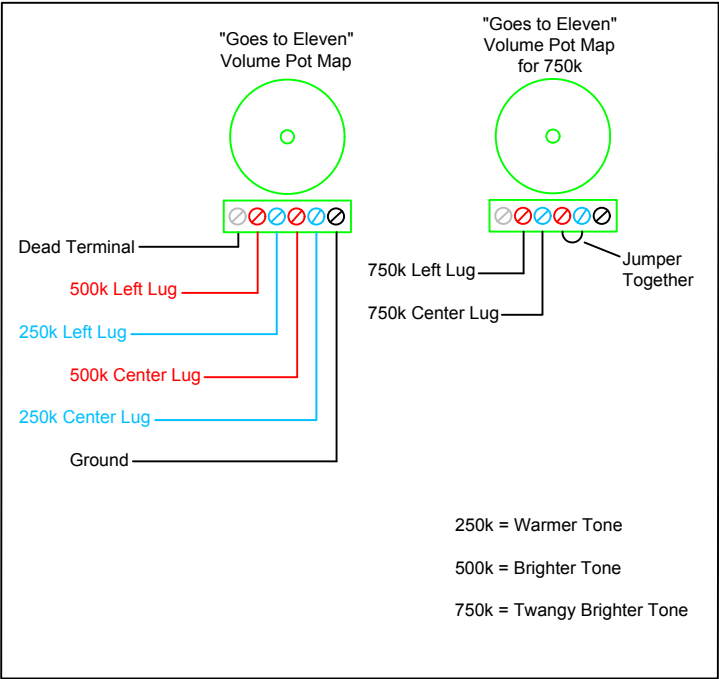 "Goes to Eleven"
Volume Pot Map
Dead Terminal
500k Left Lug
250k Left Lug
500k Center Lug
250k Center Lug
Ground
"Goes to Eleven"
Volume Pot Map
for 750k
750k Left Lug
750k Center Lug
Jumper
Together
250k = Warmer Tone
500k = Brighter Tone
750k = Twangy Brighter Tone